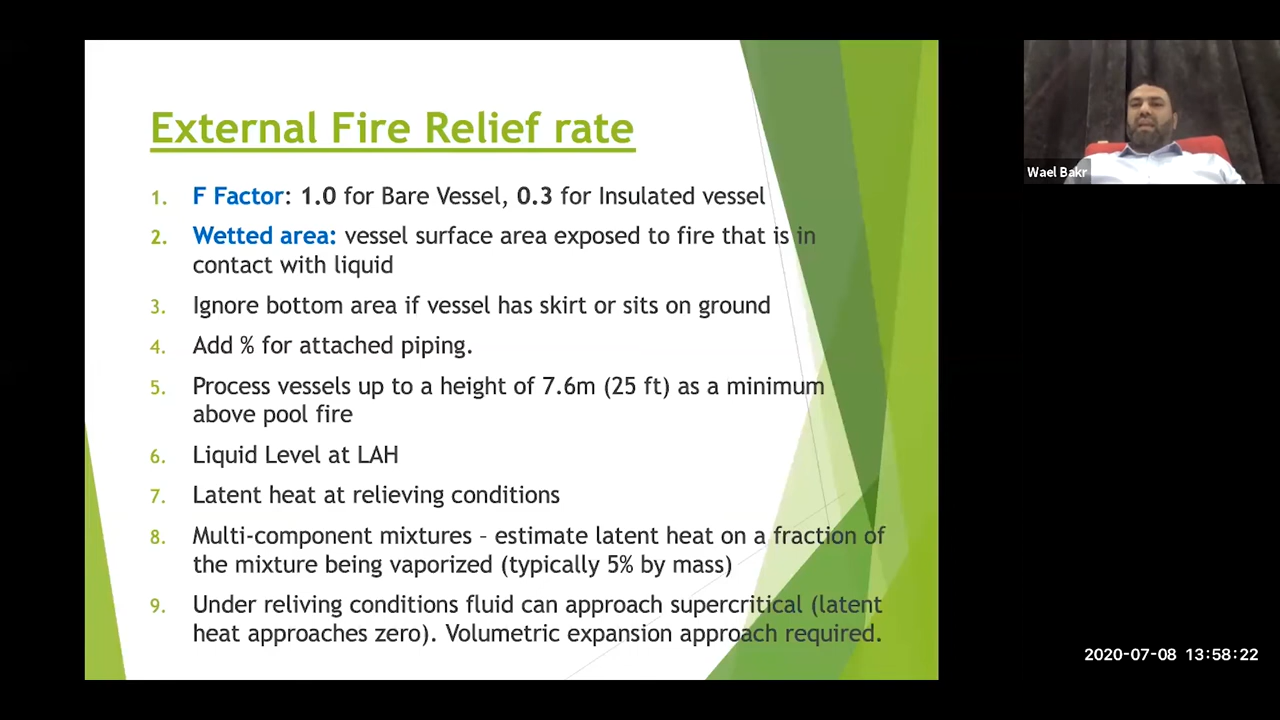 External Fire Relief rate
1. F Factor: 1.0 for Bare Vessel, 0.3 for Insulated vessel
2. Wetted area: vessel surface area exposed to fire that is in
contact with liquid
3. Ignore bottom area if vessel has skirt or sits on ground
4. Add % for attached piping.
5. Process vessels up to a height of 7.6m (25 ft) as a minimum
above pool fire
6. Liquid Level at LAH
7. Latent heat at relieving conditions
8. Multi-component mixtures – estimate latent heat on a fraction of
the mixture being vaporized (typically 5% by mass)
9. Under reliving conditions fluid can approach supercritical (latent
heat approaches zero). Volumetric expansion approach required.
Wael Bakr
2020-07-08 13:58:22